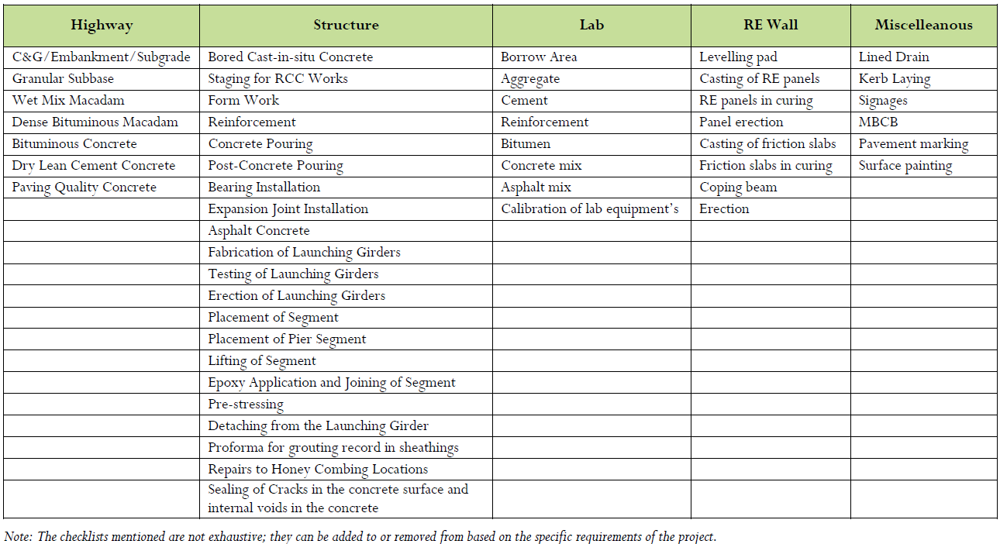 Highway Structure Lab RE Wall Miscelleanous
C&G/Embankment/Subgrade Bored Cast-in-situ Concrete Borrow Area Levelling pad Lined Drain
Granular Subbase Staging for RCC Works Aggregate Casting of RE panels Kerb Laying
Wet Mix Macadam Form Work Cement RE panels in curing Signages
Dense Bituminous Macadam Reinforcement Reinforcement Panel erection MBCB
Bituminous Concrete Concrete Pouring Bitumen Casting of friction slabs Pavement marking
Dry Lean Cement Concrete Post-Concrete Pouring Concrete mix Friction slabs in curing Surface painting
Paving Quality Concrete Bearing Installation Asphalt mix Coping beam
Expansion Joint Installation Calibration of lab equipment’s Erection
Asphalt Concrete
Fabrication of Launching Girders
Testing of Launching Girders
Erection of Launching Girders
Placement of Segment
Placement of Pier Segment
Lifting of Segment
Epoxy Application and Joining of Segment
Pre-stressing
Detaching from the Launching Girder
Proforma for grouting record in sheathings
Repairs to Honey Combing Locations
Sealing of Cracks in the concrete surface and
internal voids in the concrete
Note: The checklists mentioned are not exhaustive; they can be added to or removed from based on the specific requirements of the project.